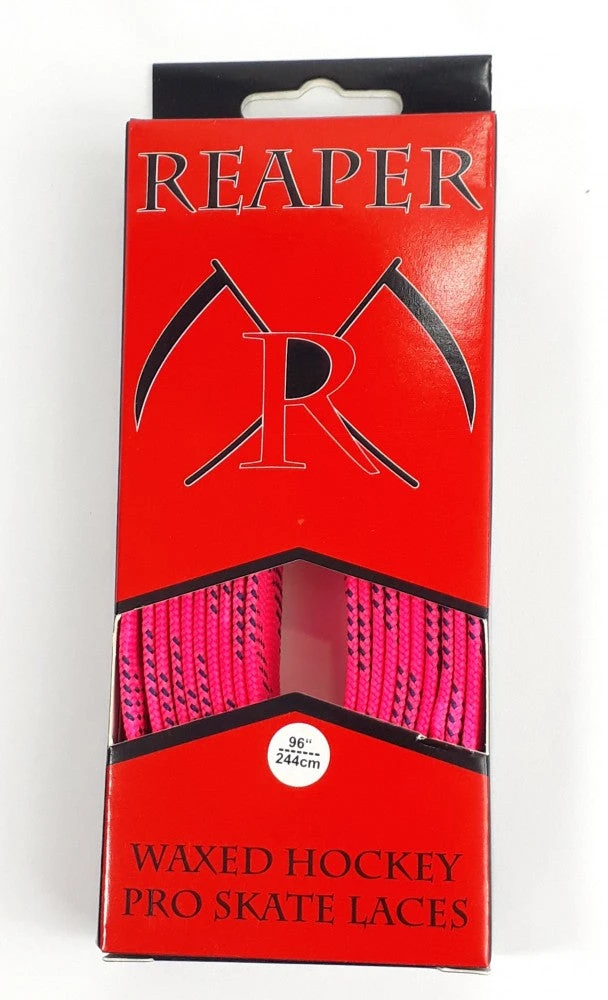 REAPER
R
96"
244cm
WAXED HOCKEY
PRO SKATE LACES